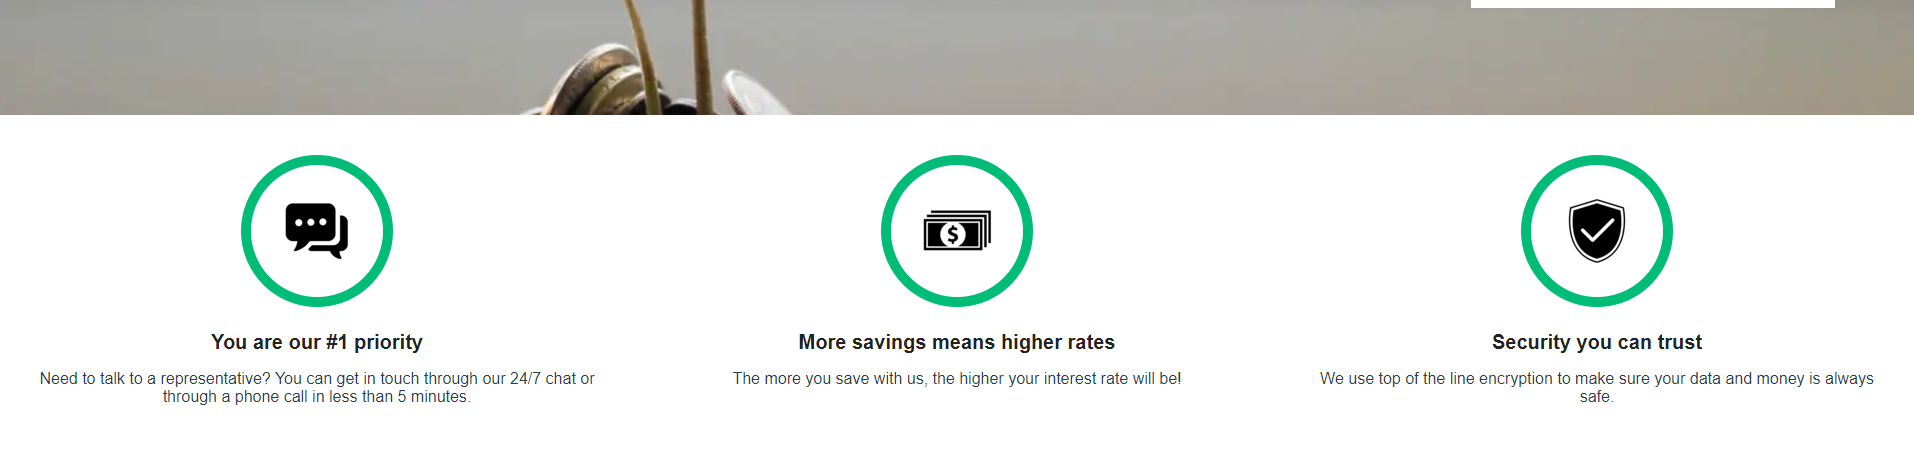 You are our #1 priority
Need to talk to a representative? You can get in touch through our 24/7 chat or
through a phone call in less than 5 minutes.
More savings means higher rates
The more you save with us, the higher your interest rate will be!
Security you can trust
We use top of the line encryption to make sure your data and money is always
safe.